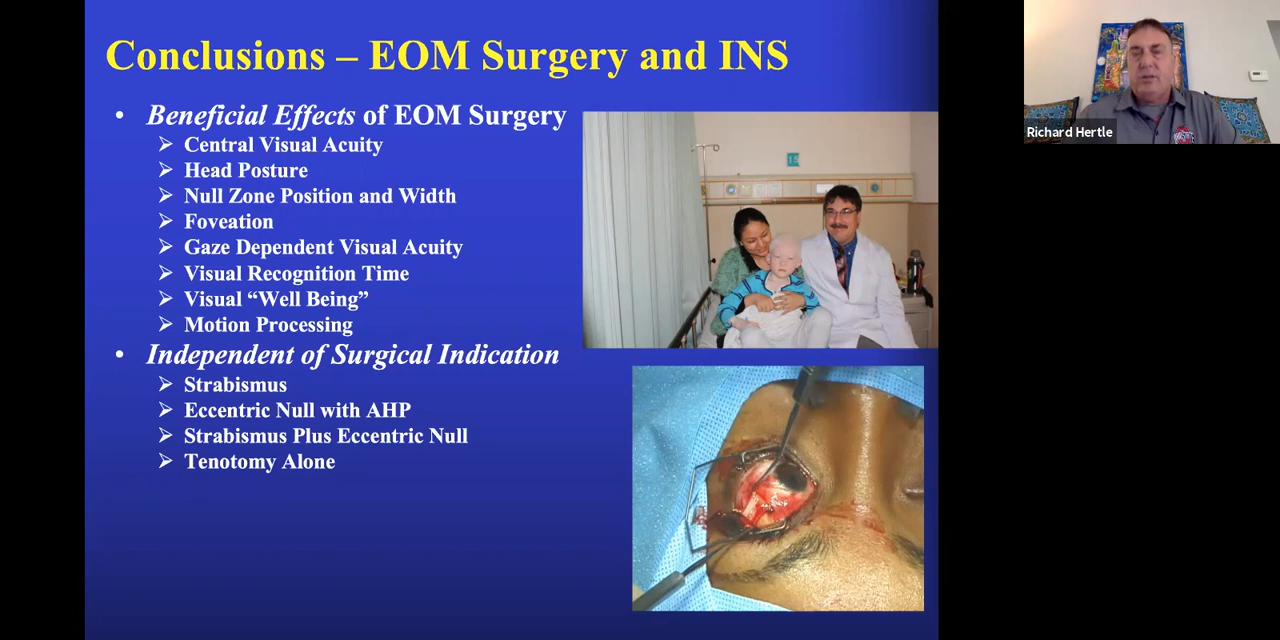 Conclusions – EOM Surgery and INS
• Beneficial Effects of EOM Surgery
➢ Central Visual Acuity
➢ Head Posture
➢ Null Zone Position and Width
➢ Foveation
➢ Gaze Dependent Visual Acuity
➢ Visual Recognition Time
➢ Visual “Well Being”
➢ Motion Processing
• Independent of Surgical Indication
➢ Strabismus
➢ Eccentric Null with AHP
➢ Strabismus Plus Eccentric Null
➢ Tenotomy Alone
15
Richard Hertle